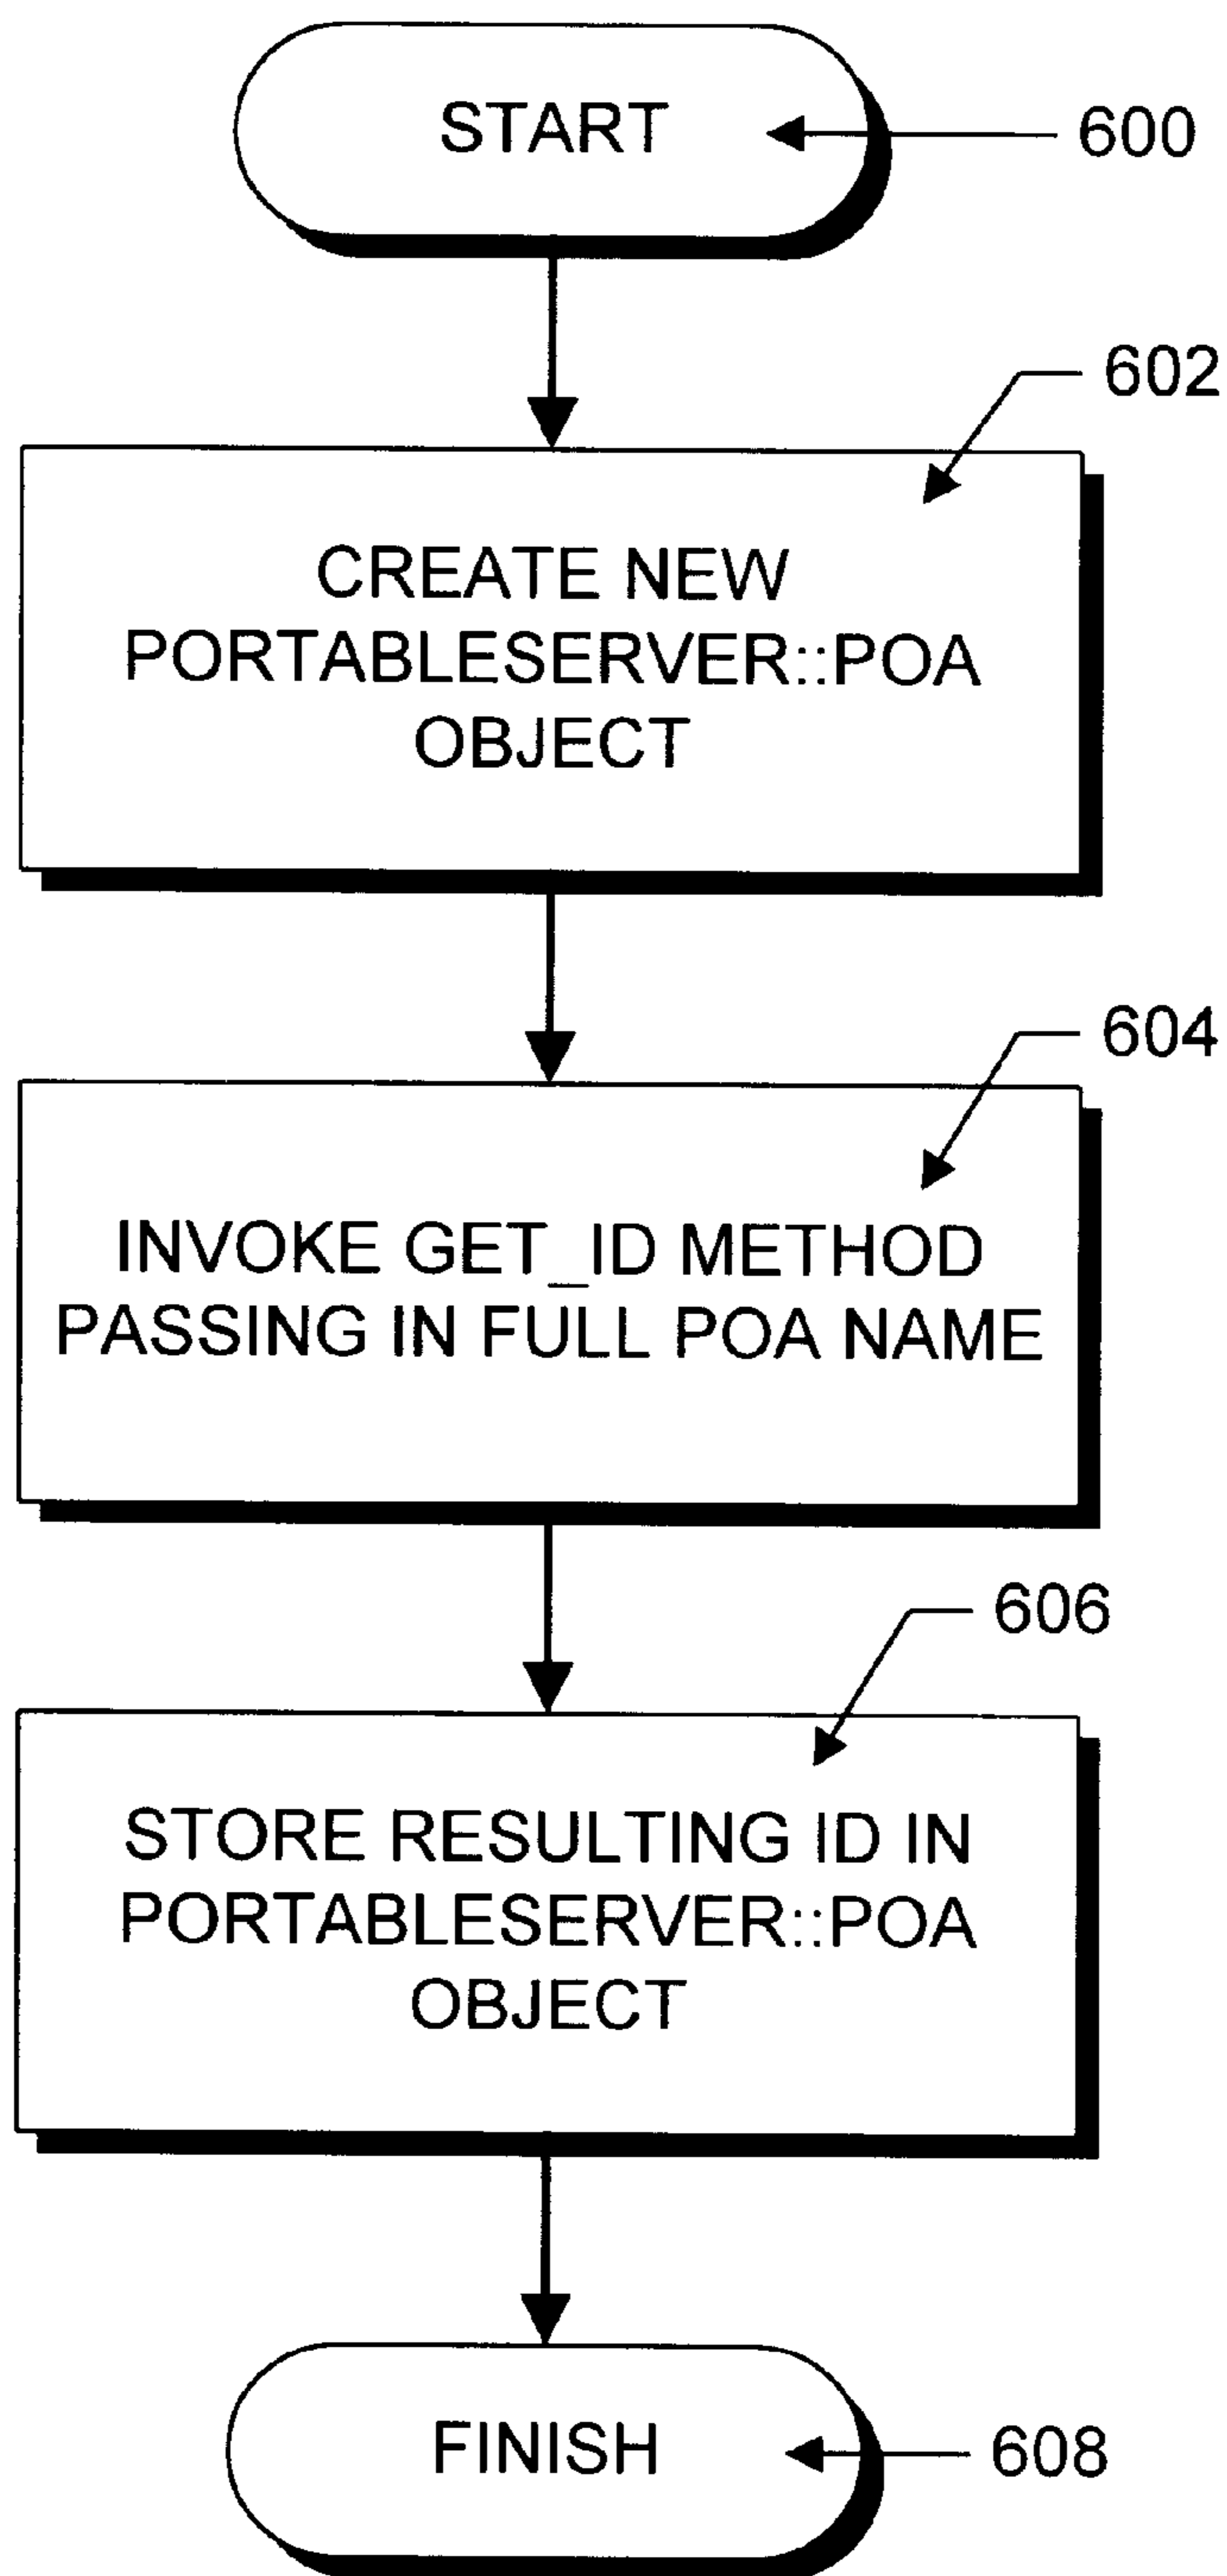 START
600
602
CREATE NEW
PORTABLESERVER::POA
OBJECT
604
INVOKE GET_ID METHOD
PASSING IN FULL POA NAME
606
STORE RESULTING ID IN
PORTABLESERVER::POA
OBJECT
FINISH
608